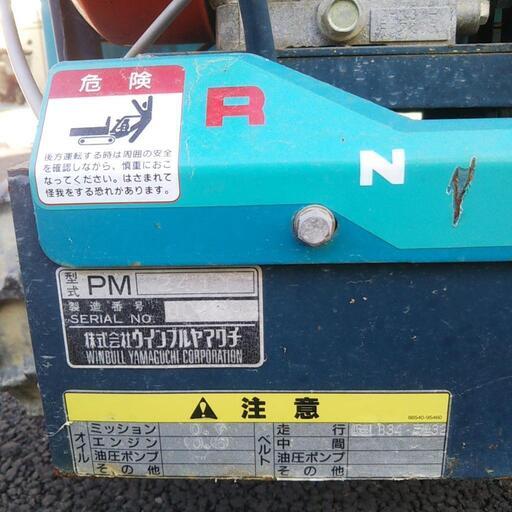 危険
後方運転する時は周囲の安全
を確認しながら、慎重におこ
なってください。はさまれて
怪我をする恐れがあります。
R
N
型式 PM
製造番号
SERIAL NO.
株式会社ウインブルヤマグチ
WINBULL YAMAGUCHI CORPORATION
注意
88540-95460
オイル
ミッション
エンジン
油圧ポンプ
その他
ベルト
走行 B34
中間
油圧ポンプ
その他